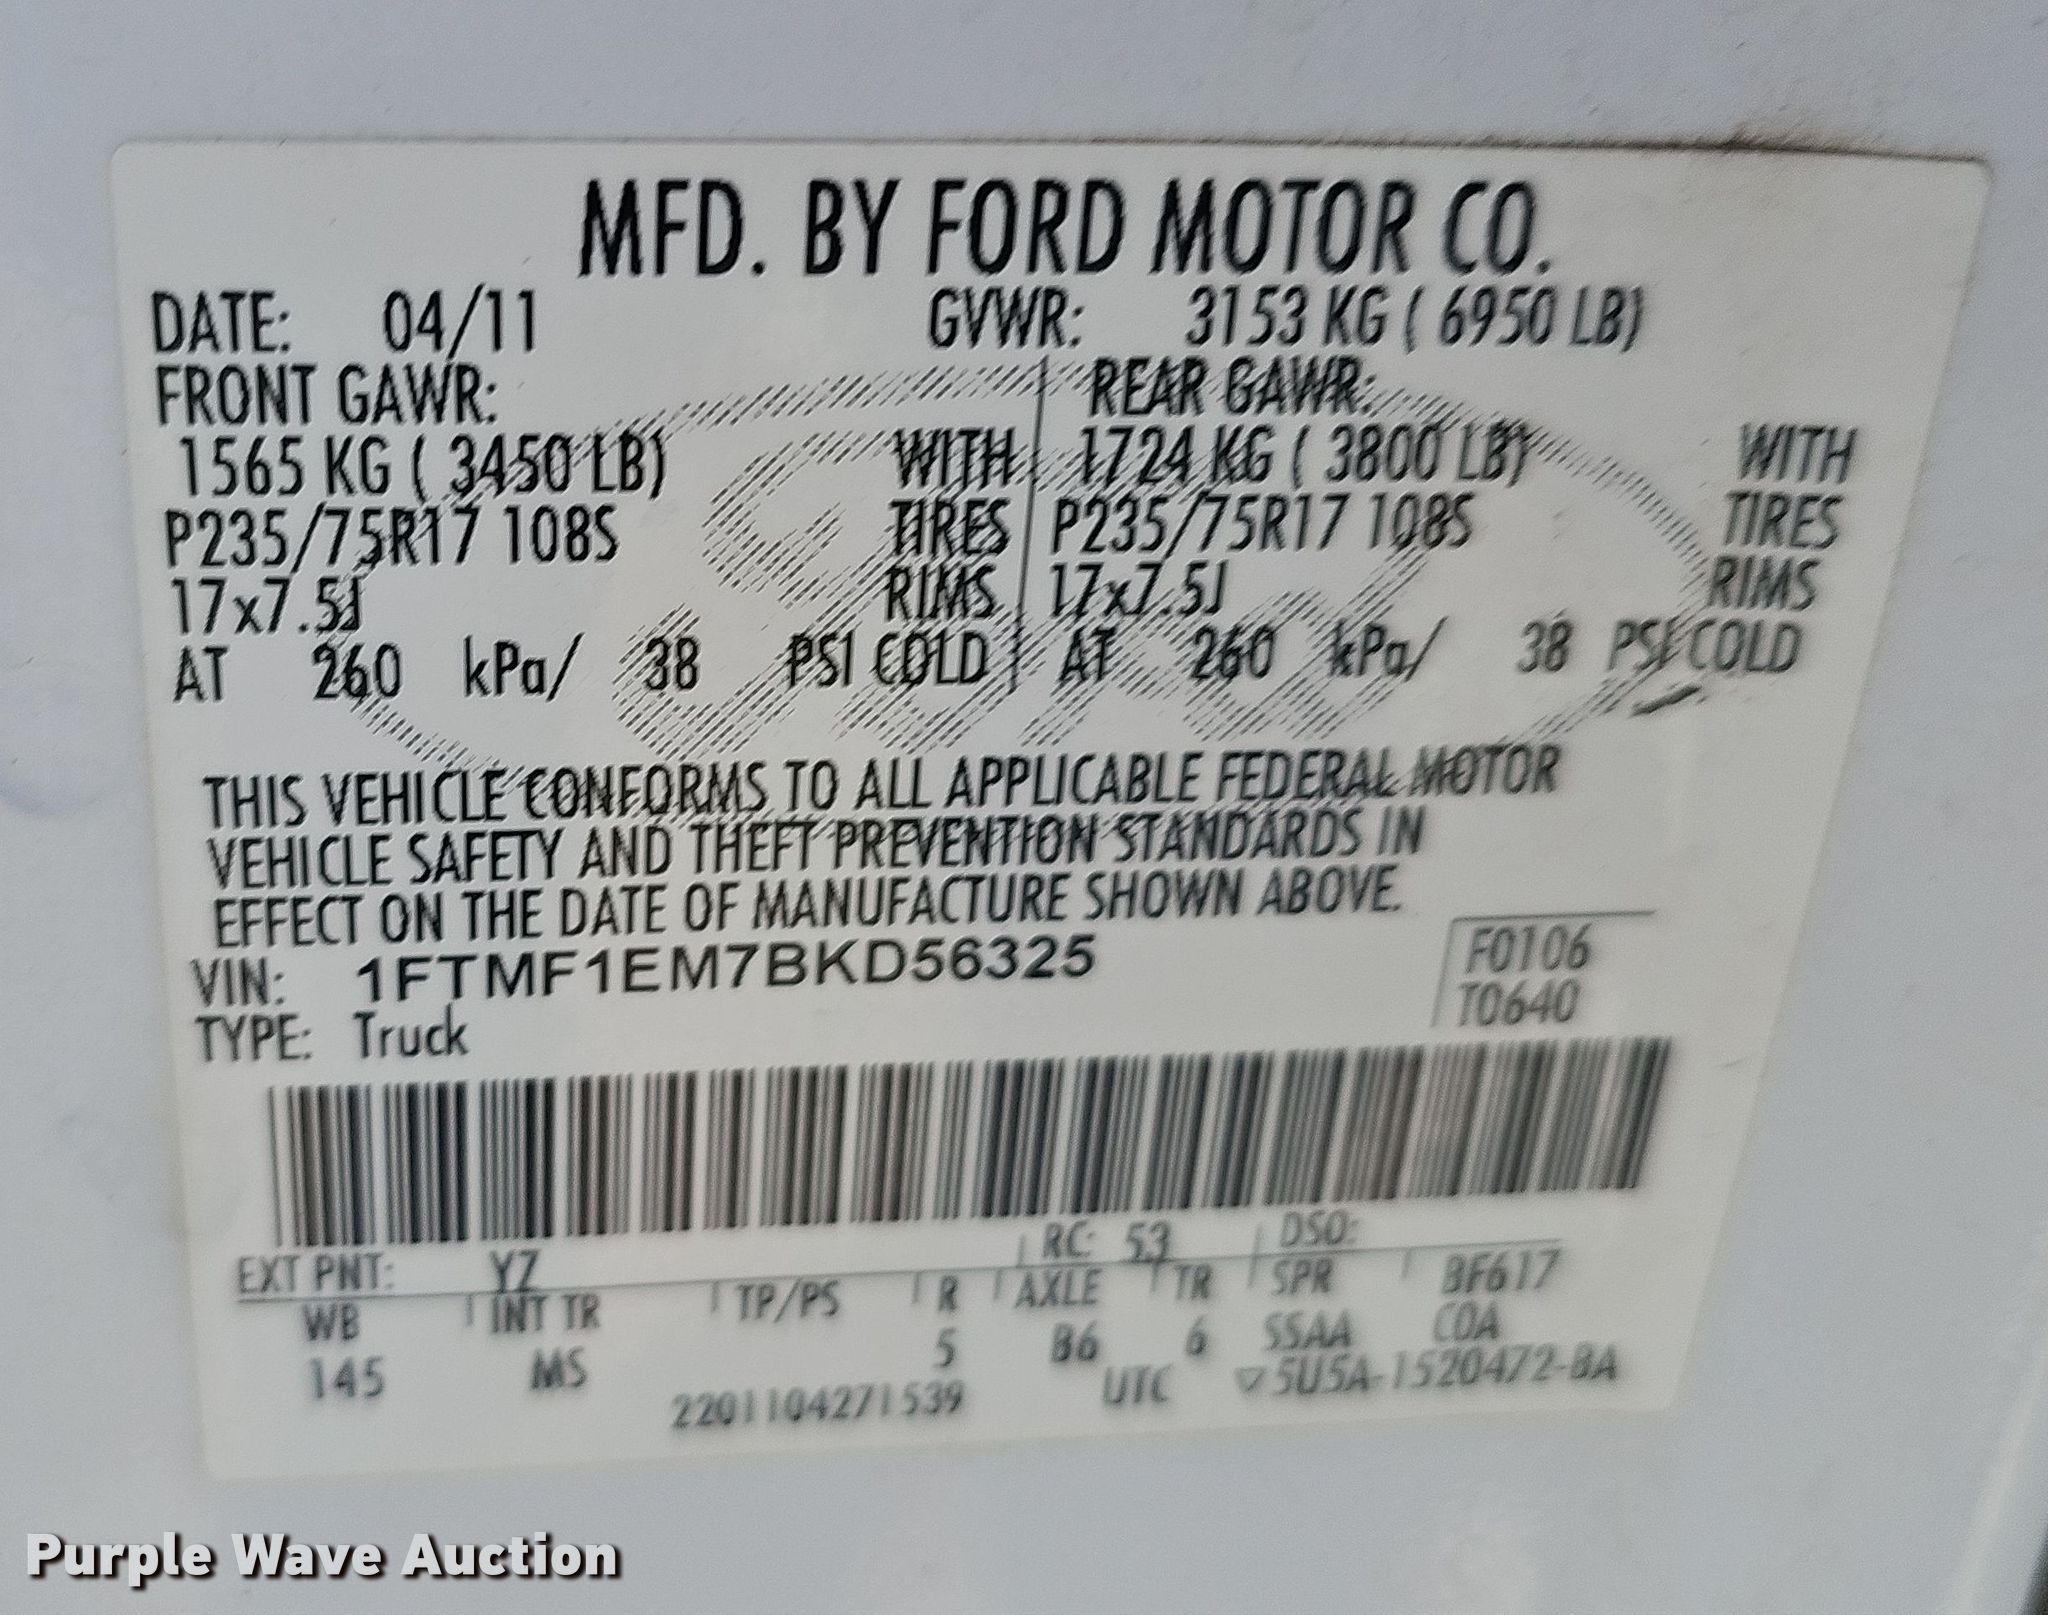 MFD. BY FORD MOTOR CO.
DATE: 04/11 GVWR: 3153 KG ( 6950 LB)
FRONT GAWR: REAR GAWR:
1565 KG ( 3450 LB) WITH 1724 KG ( 3800 LB) WITH
P235/75R17 108S TIRES P235/75R17 108S TIRES
17x7.5J RIMS 17x7.5J RIMS
AT 260 kPa/ 38 PSI COLD AT 260 kPa/ 38 PSI COLD
THIS VEHICLE CONFORMS TO ALL APPLICABLE FEDERAL MOTOR
VEHICLE SAFETY AND THEFT PREVENTION STANDARDS IN
EFFECT ON THE DATE OF MANUFACTURE SHOWN ABOVE.
VIN: 1FTMF1EM7BKD56325 F0106
TYPE: Truck T0640
EXT PNT: YZ RC: 53 DSO:
WB INT TR TP/PS R AXLE TR SPR BF617
145 MS 5 B6 6 SSAA COA
2201104271539 UTC ▽5U5A-1520472-BA
Purple Wave Auction